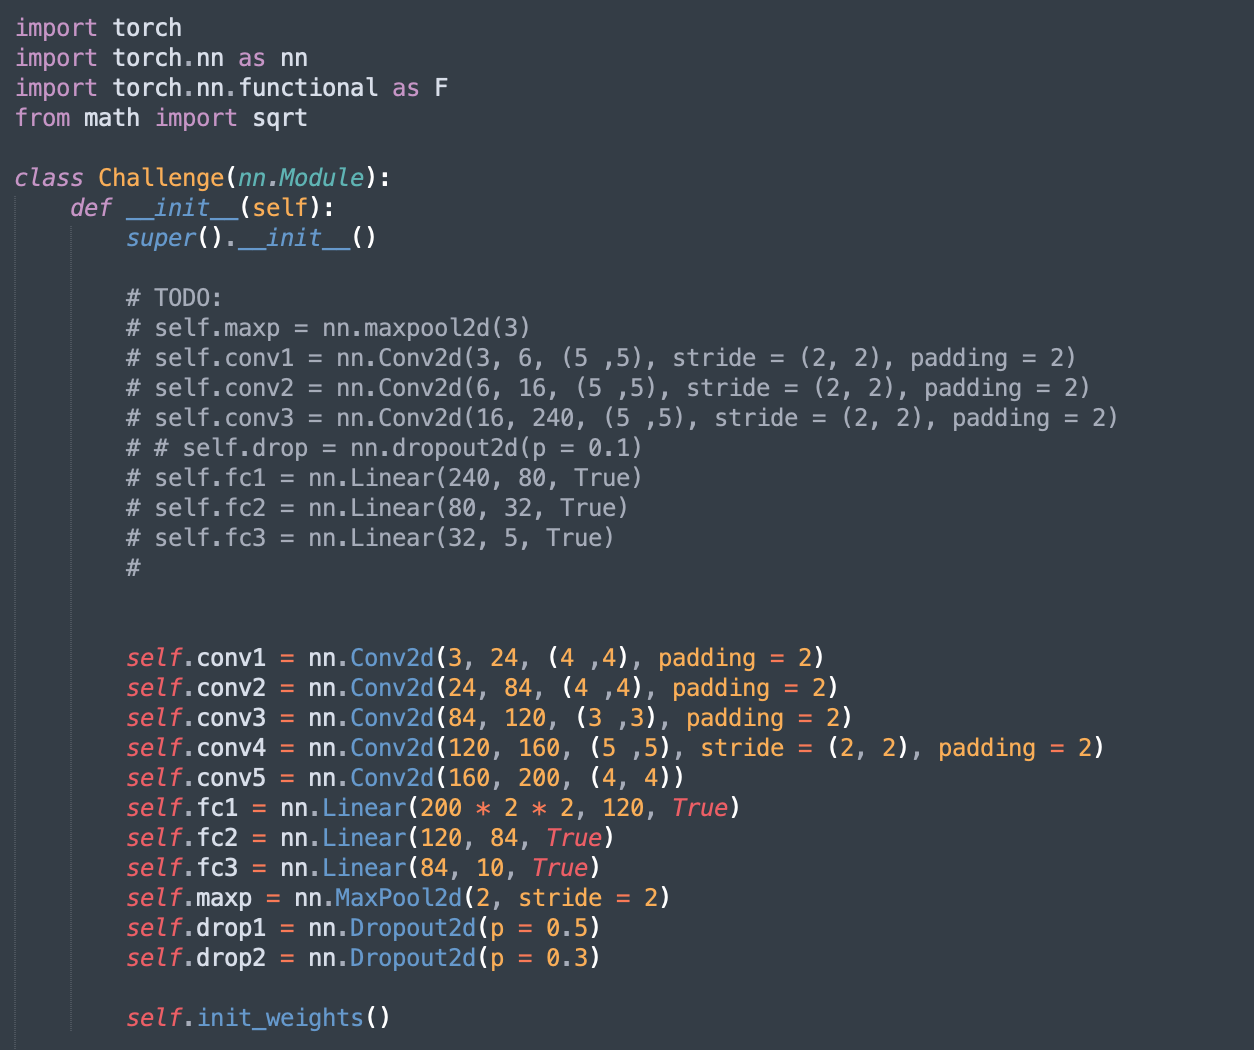 import torch
import torch.nn as nn
import torch.nn.functional as F
from math import sqrt

class Challenge(nn.Module):
    def __init__(self):
        super().__init__()

        # TODO:
        # self.maxp = nn.maxpool2d(3)
        # self.conv1 = nn.Conv2d(3, 6, (5 ,5), stride = (2, 2), padding = 2)
        # self.conv2 = nn.Conv2d(6, 16, (5 ,5), stride = (2, 2), padding = 2)
        # self.conv3 = nn.Conv2d(16, 240, (5 ,5), stride = (2, 2), padding = 2)
        # # self.drop = nn.dropout2d(p = 0.1)
        # self.fc1 = nn.Linear(240, 80, True)
        # self.fc2 = nn.Linear(80, 32, True)
        # self.fc3 = nn.Linear(32, 5, True)
        #

        self.conv1 = nn.Conv2d(3, 24, (4 ,4), padding = 2)
        self.conv2 = nn.Conv2d(24, 84, (4 ,4), padding = 2)
        self.conv3 = nn.Conv2d(84, 120, (3 ,3), padding = 2)
        self.conv4 = nn.Conv2d(120, 160, (5 ,5), stride = (2, 2), padding = 2)
        self.conv5 = nn.Conv2d(160, 200, (4, 4))
        self.fc1 = nn.Linear(200 * 2 * 2, 120, True)
        self.fc2 = nn.Linear(120, 84, True)
        self.fc3 = nn.Linear(84, 10, True)
        self.maxp = nn.MaxPool2d(2, stride = 2)
        self.drop1 = nn.Dropout2d(p = 0.5)
        self.drop2 = nn.Dropout2d(p = 0.3)

        self.init_weights()